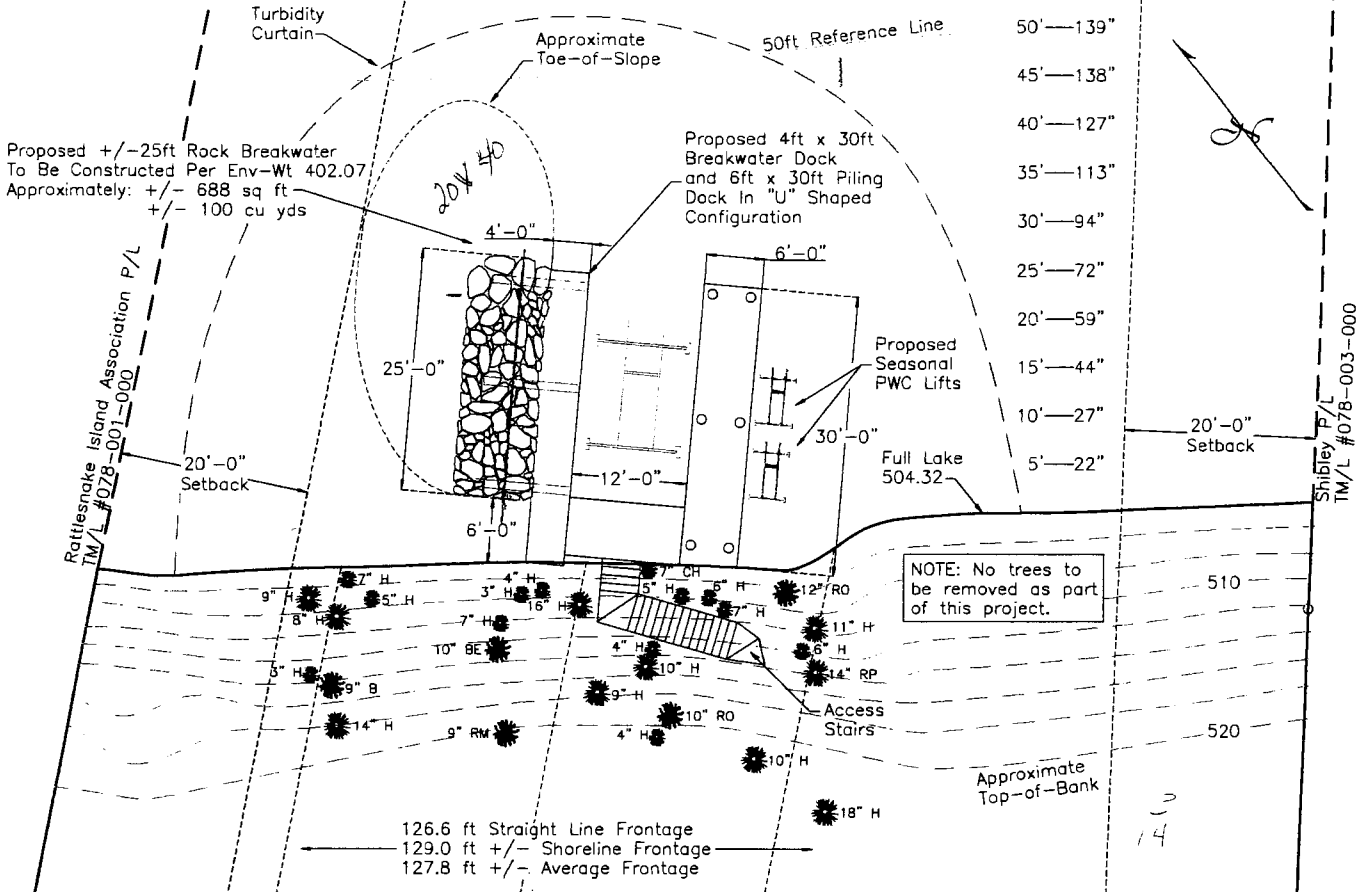 Turbidity
Curtain
Approximate
Toe-of-Slope
50ft Reference Line
50'—139"
45'—138"
40'—127"
35'—113"
30'—94"
25'—72"
20'—59"
15'—44"
10'—27"
5'—22"
Proposed +/-25ft Rock Breakwater
To Be Constructed Per Env-Wt 402.07
Approximately: +/- 688 sq ft
+/- 100 cu yds
20 x 40
Proposed 4ft x 30ft
Breakwater Dock
and 6ft x 30ft Piling
Dock In "U" Shaped
Configuration
4'-0"
6'-0"
25'-0"
12'-0"
30'-0"
6'-0"
Proposed
Seasonal
PWC Lifts
Full Lake
504.32
Rattlesnake Island Association P/L
TM/L #078-001-000
20'-0"
Setback
20'-0"
Setback
Shibley P/L
TM/L #078-003-000
NOTE: No trees to
be removed as part
of this project.
510
520
7" H
9" H
5" H
8" H
3" H
9" B
14" H
4" H
3" H
16" H
7" H
10" BE
9" RM
7" CH
5" H
6" H
7" H
4" H
10" H
9" H
10" RO
4" H
12" RO
11" H
6" H
14" RP
10" H
18" H
Access
Stairs
Approximate
Top-of-Bank
126.6 ft Straight Line Frontage
129.0 ft +/- Shoreline Frontage
127.8 ft +/- Average Frontage
14